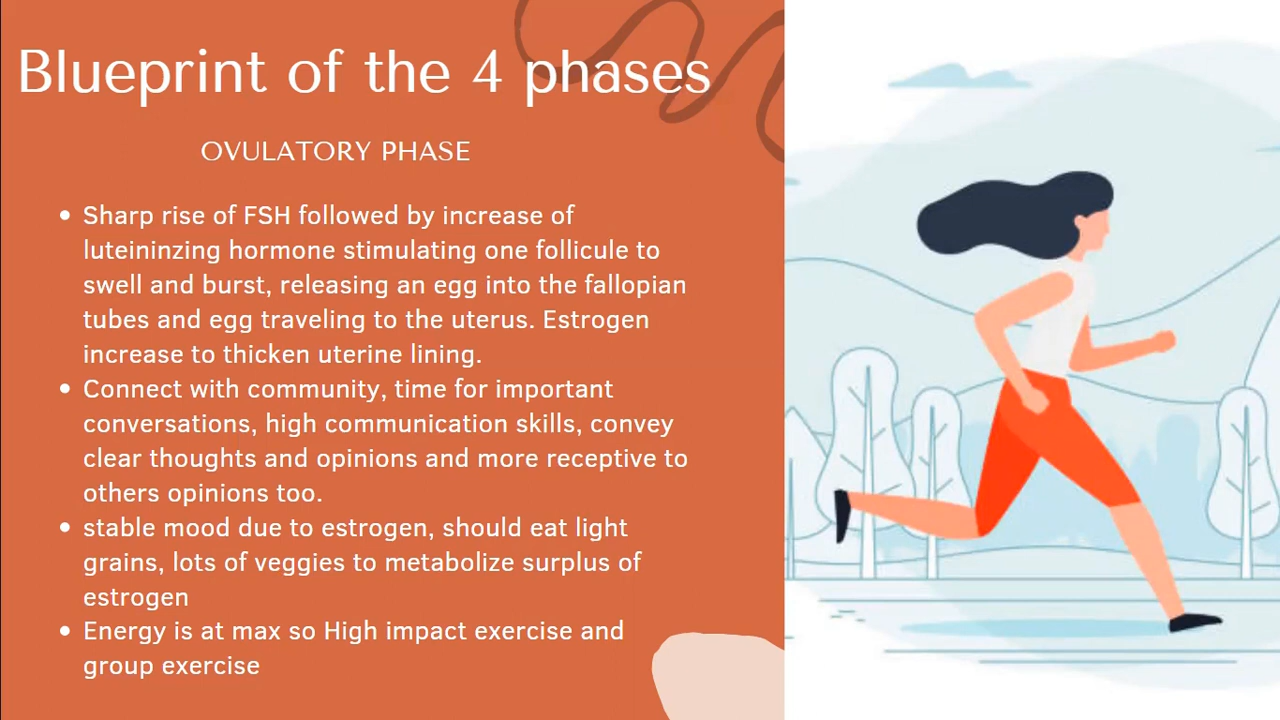 Blueprint of the 4 phases
OVULATORY PHASE
• Sharp rise of FSH followed by increase of
luteininzing hormone stimulating one follicule to
swell and burst, releasing an egg into the fallopian
tubes and egg traveling to the uterus. Estrogen
increase to thicken uterine lining.
• Connect with community, time for important
conversations, high communication skills, convey
clear thoughts and opinions and more receptive to
others opinions too.
• stable mood due to estrogen, should eat light
grains, lots of veggies to metabolize surplus of
estrogen
• Energy is at max so High impact exercise and
group exercise